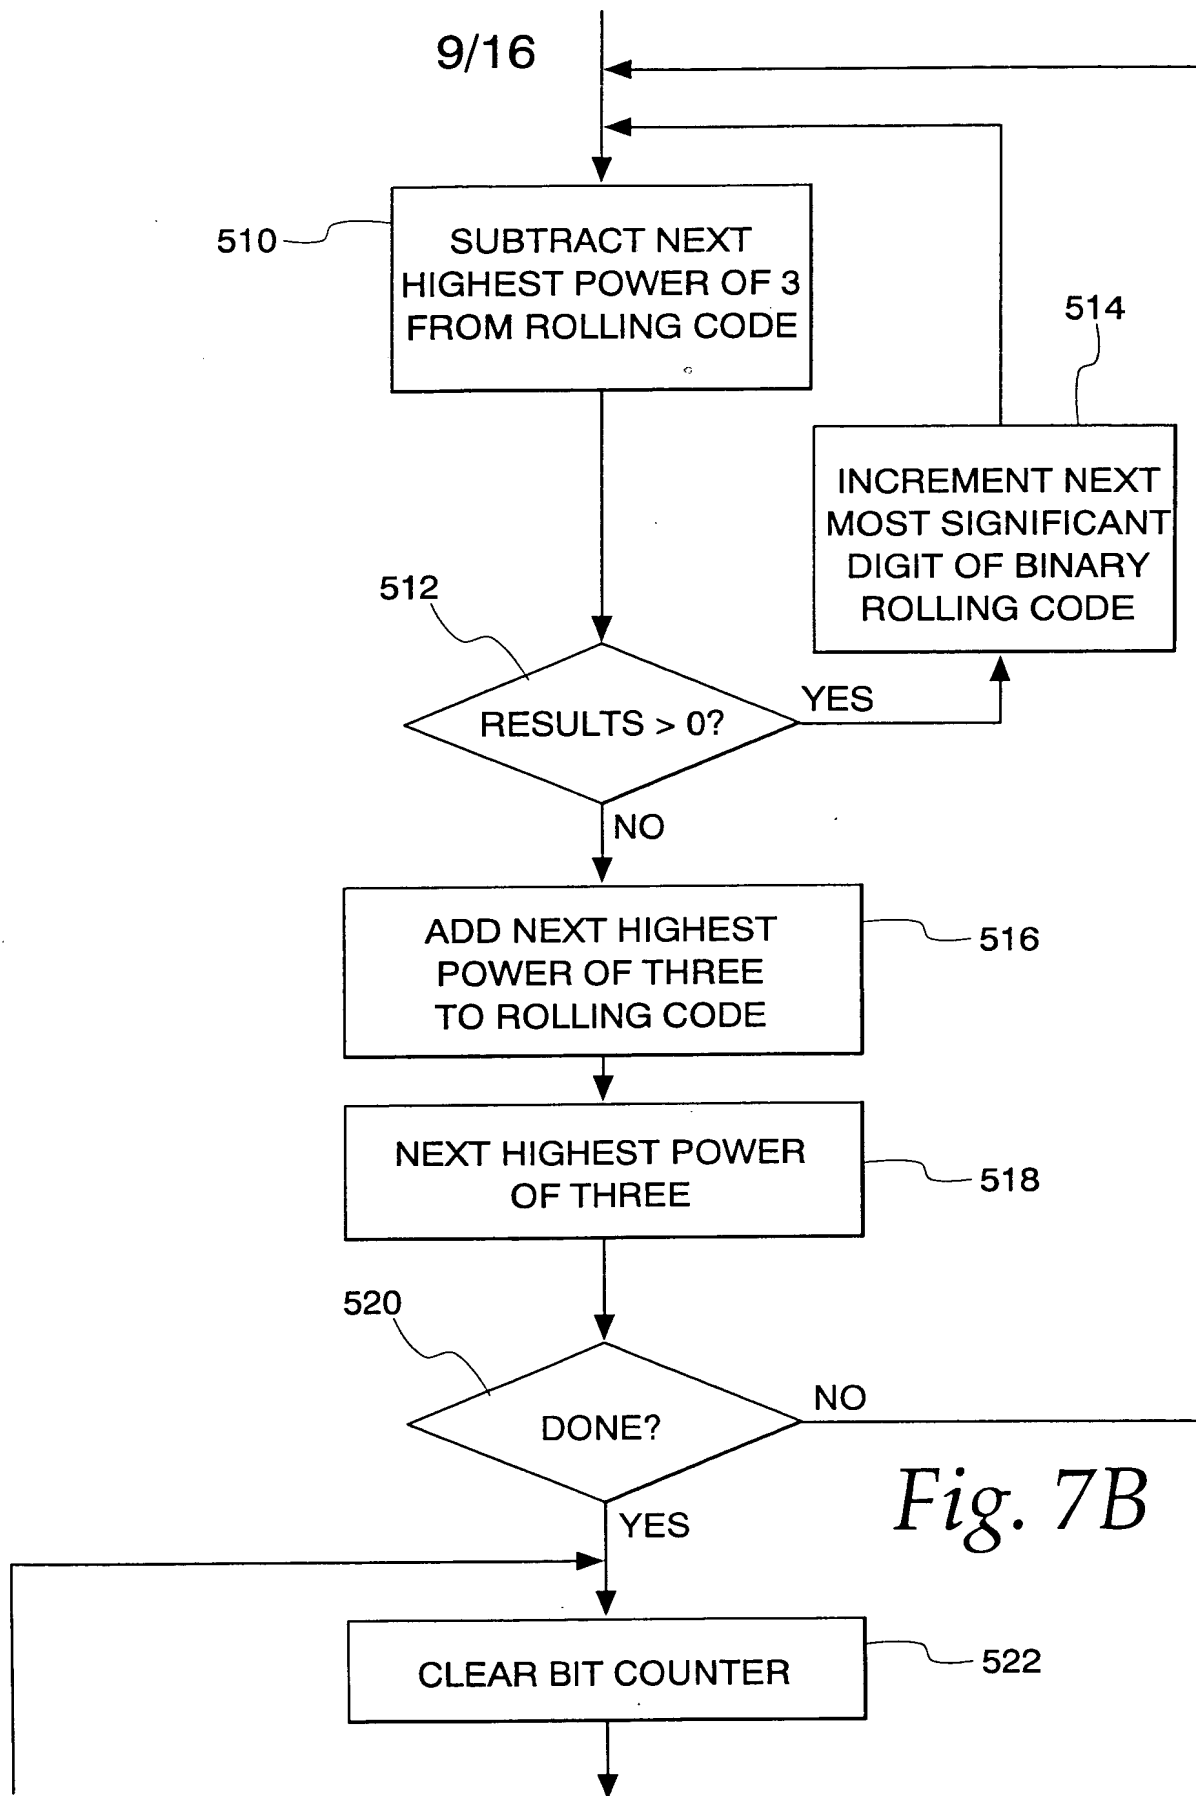 9/16
510
SUBTRACT NEXT
HIGHEST POWER OF 3
FROM ROLLING CODE
514
INCREMENT NEXT
MOST SIGNIFICANT
DIGIT OF BINARY
ROLLING CODE
512
RESULTS > 0?
YES
NO
ADD NEXT HIGHEST
POWER OF THREE
TO ROLLING CODE
516
NEXT HIGHEST POWER
OF THREE
518
520
DONE?
NO
YES
Fig. 7B
CLEAR BIT COUNTER
522